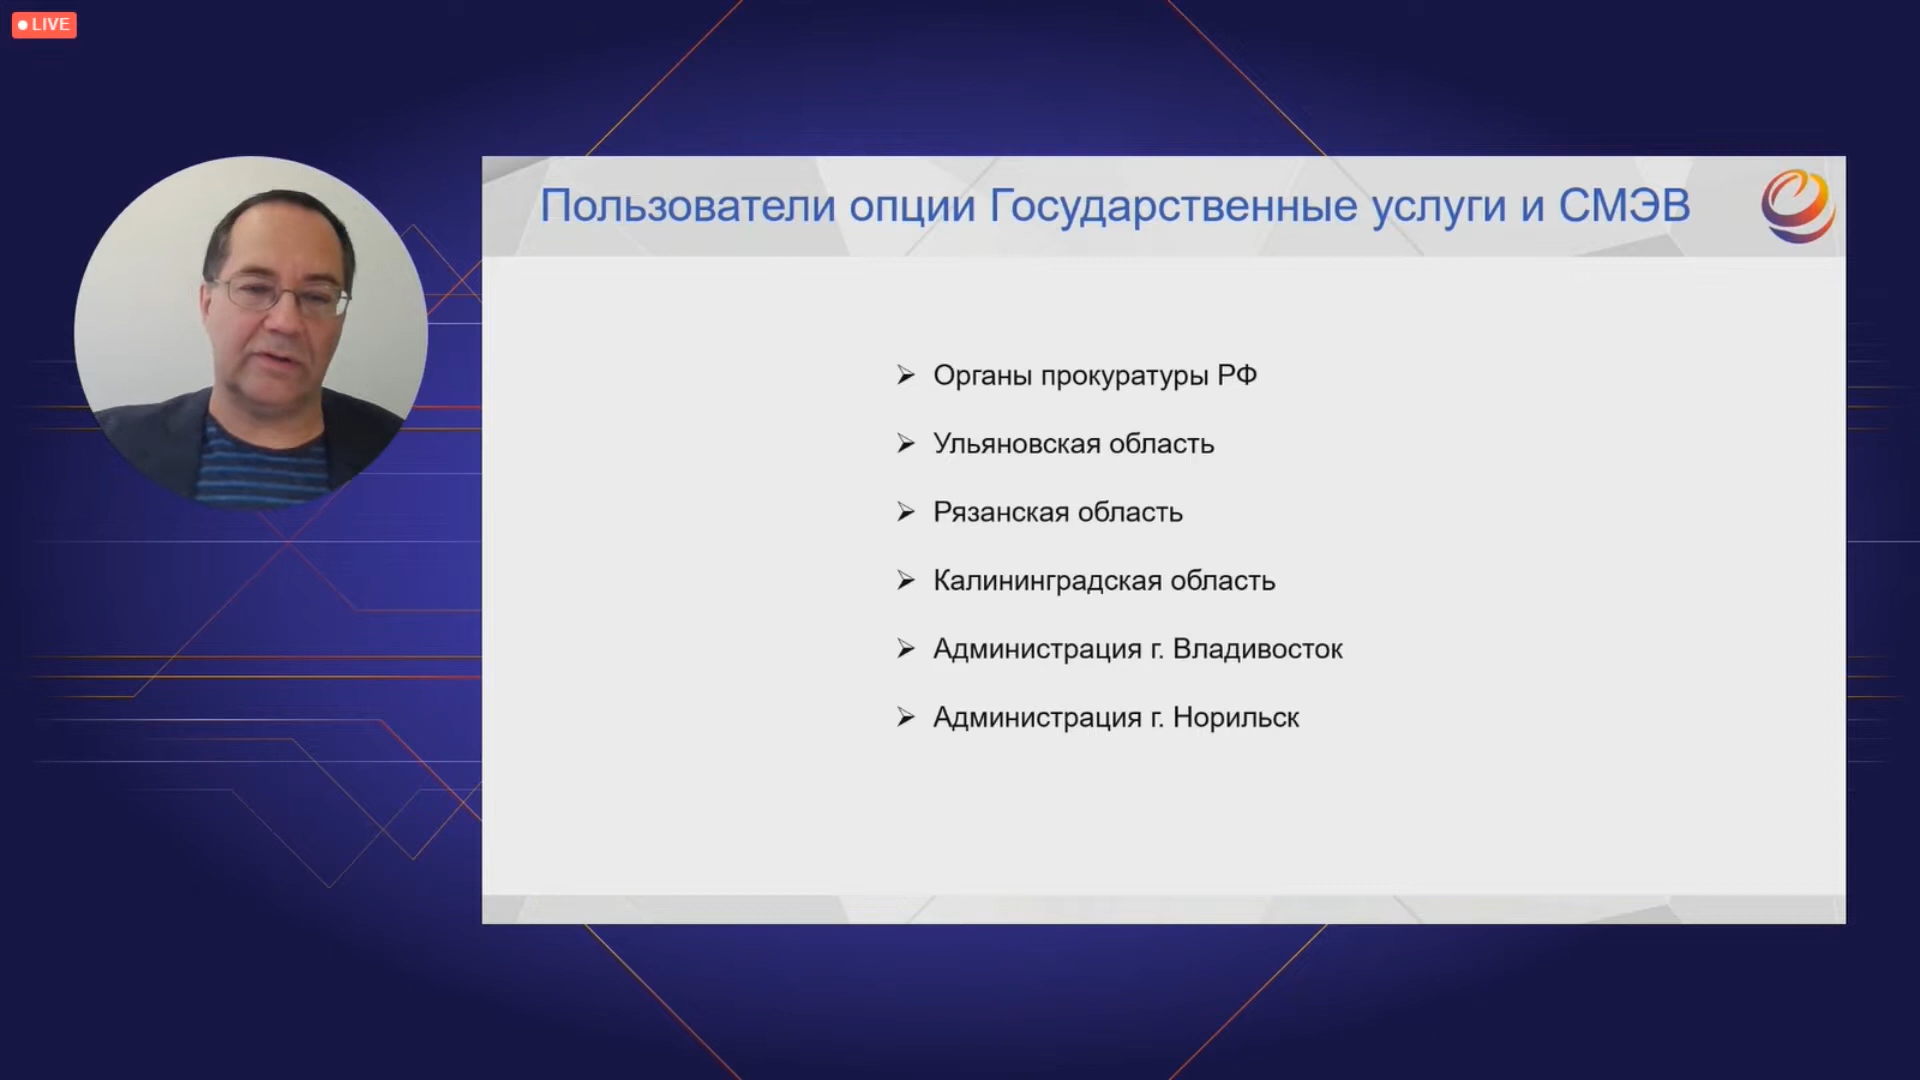 LIVE
Пользователи опции Государственные услуги и СМЭВ
Органы прокуратуры РФ
Ульяновская область
Рязанская область
Калининградская область
Администрация г. Владивосток
Администрация г. Норильск